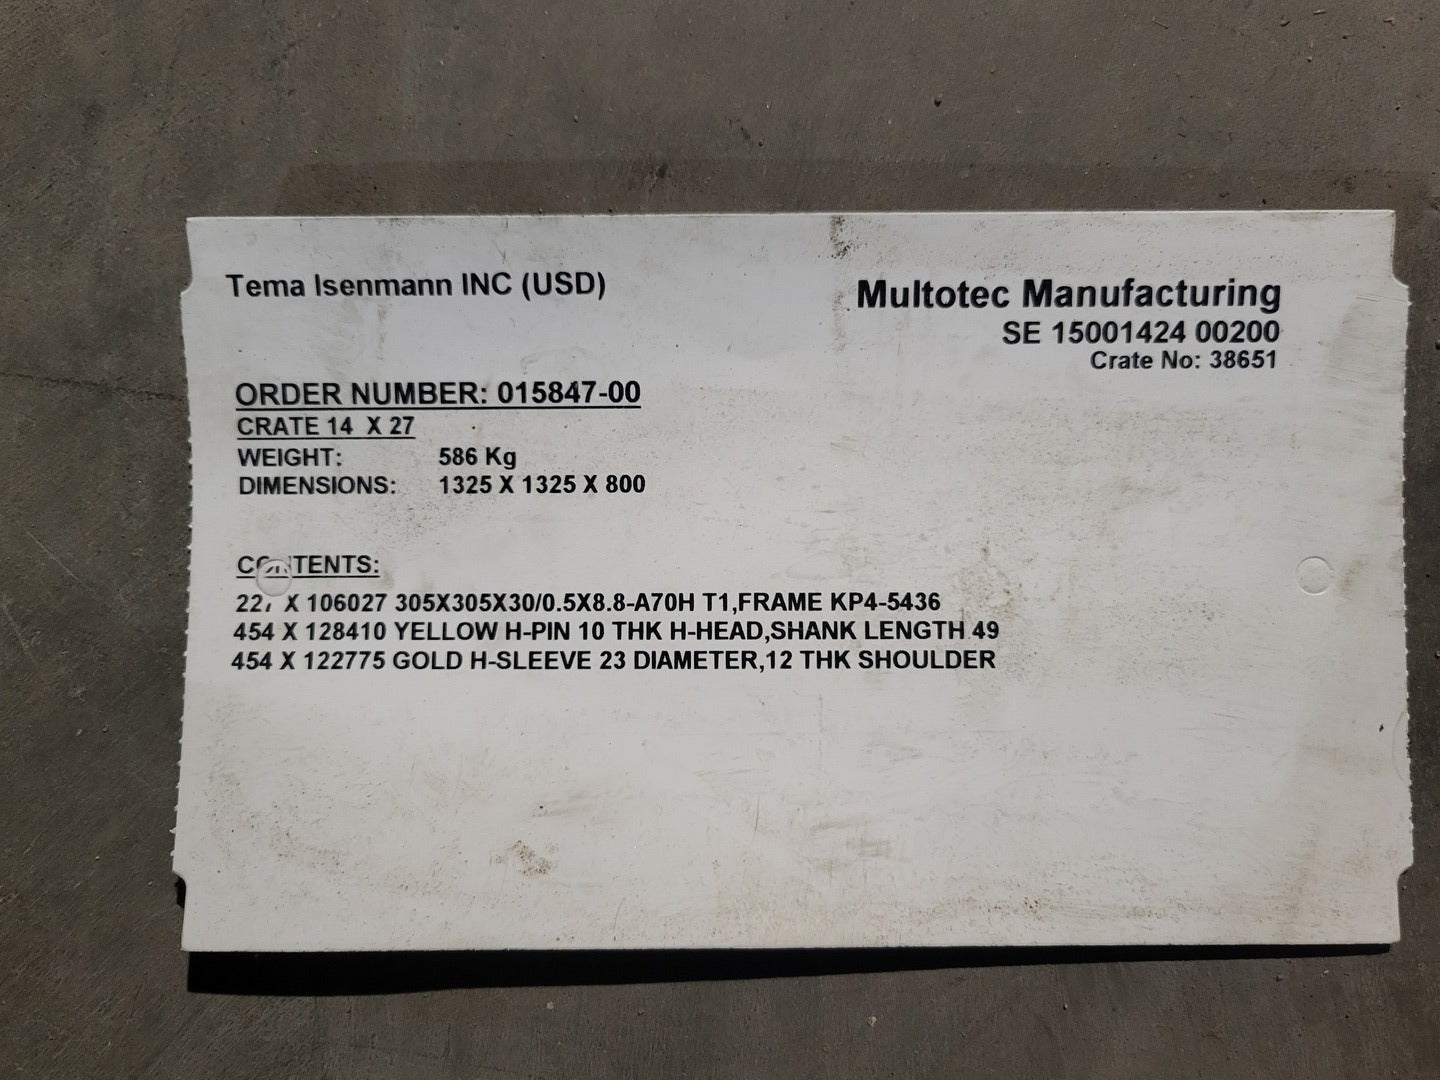 Tema Isenmann INC (USD)
Multotec Manufacturing
SE 15001424 00200
Crate No: 38651
ORDER NUMBER: 015847-00
CRATE 14 X 27
WEIGHT: 586 Kg
DIMENSIONS: 1325 X 1325 X 800
CONTENTS:
227 X 106027 305X305X30/0.5X8.8-A70H T1,FRAME KP4-5436
454 X 128410 YELLOW H-PIN 10 THK H-HEAD,SHANK LENGTH 49
454 X 122775 GOLD H-SLEEVE 23 DIAMETER,12 THK SHOULDER